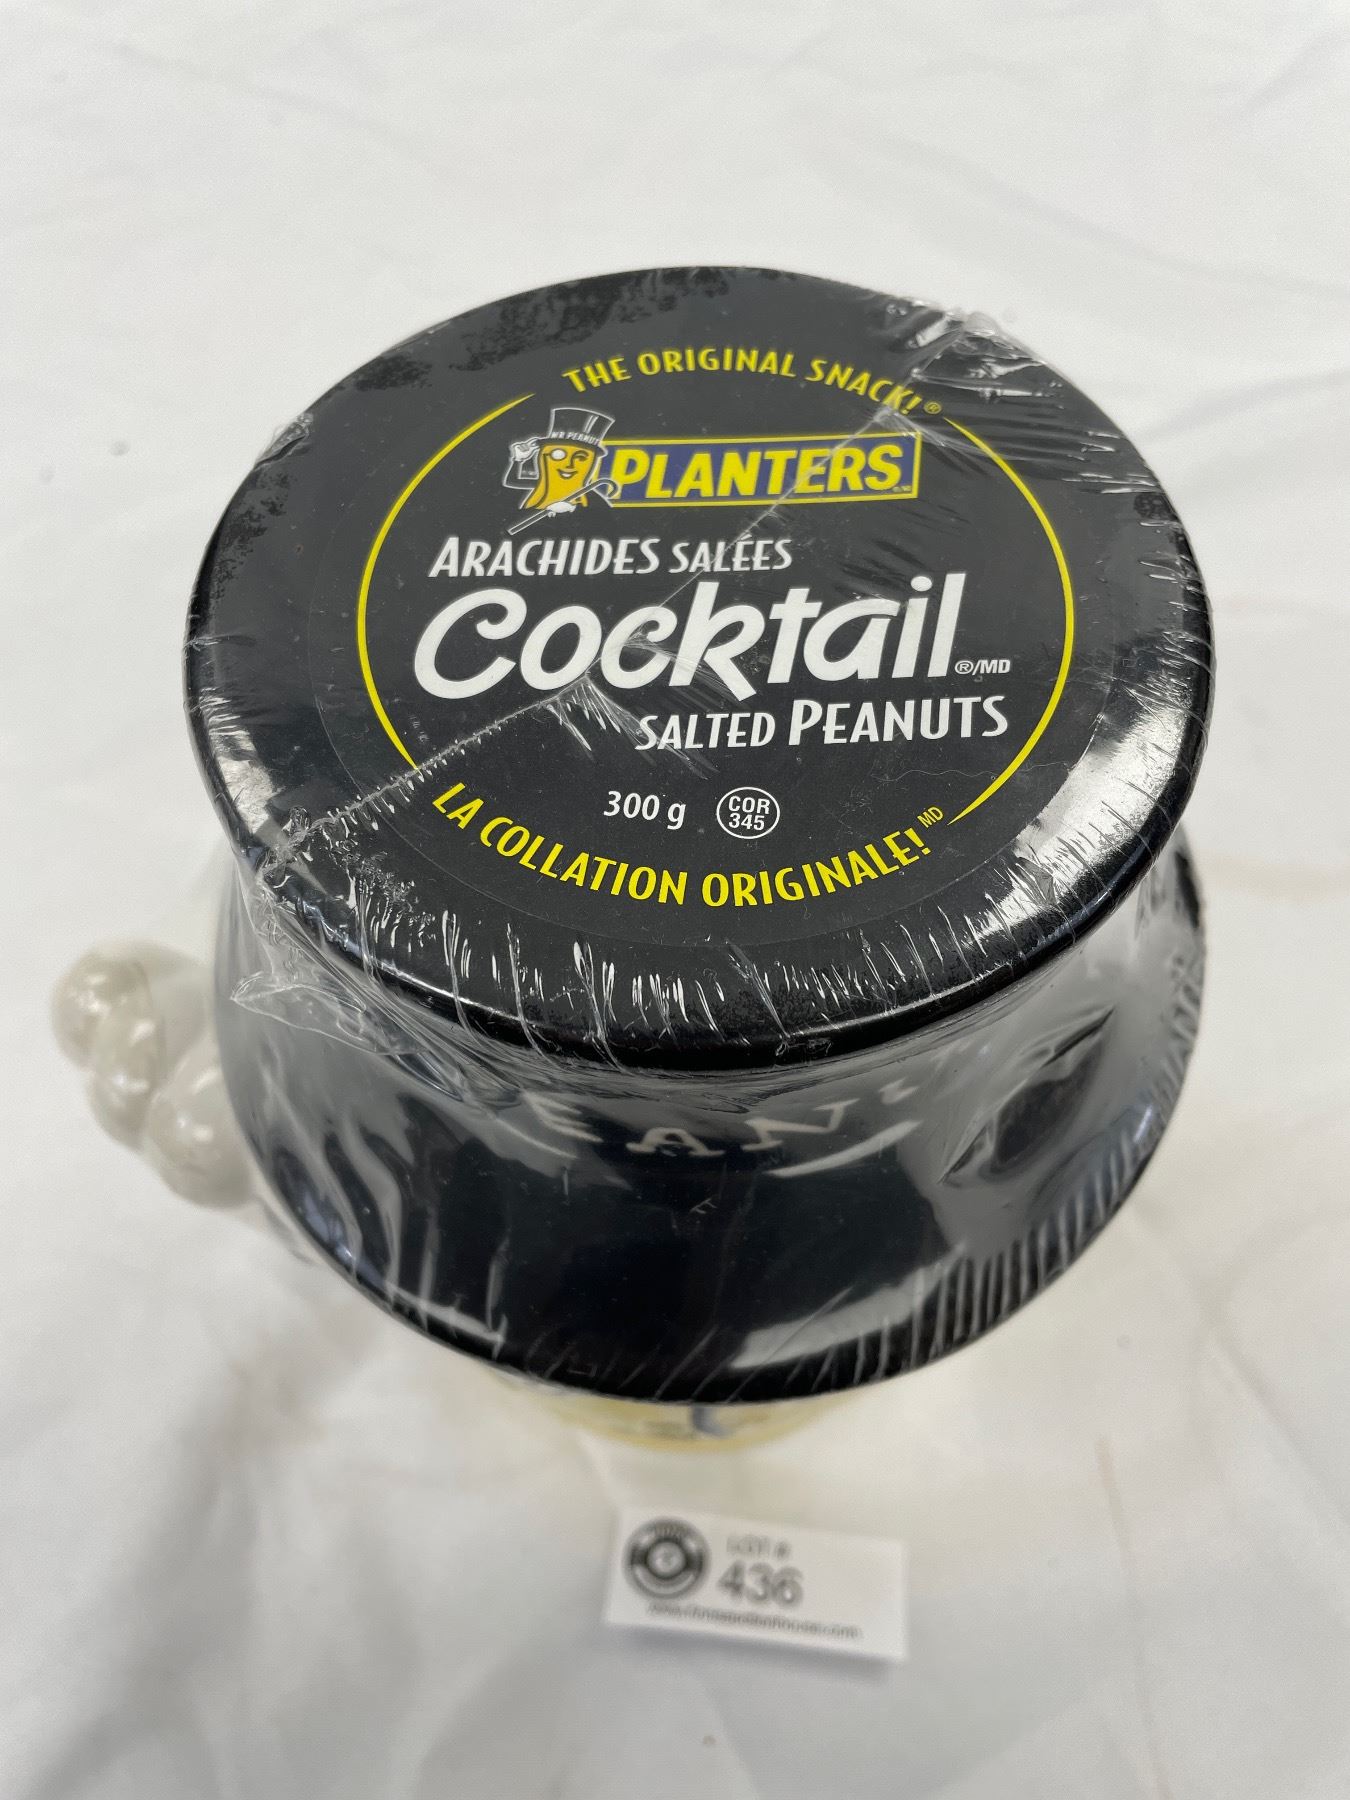 THE ORIGINAL SNACK!®
MR PEANUT
PLANTERS
ARACHIDES SALÉES
Cocktail ®/MD
SALTED PEANUTS
300 g
COR
345
LA COLLATION ORIGINALE! MD
LOT #
436